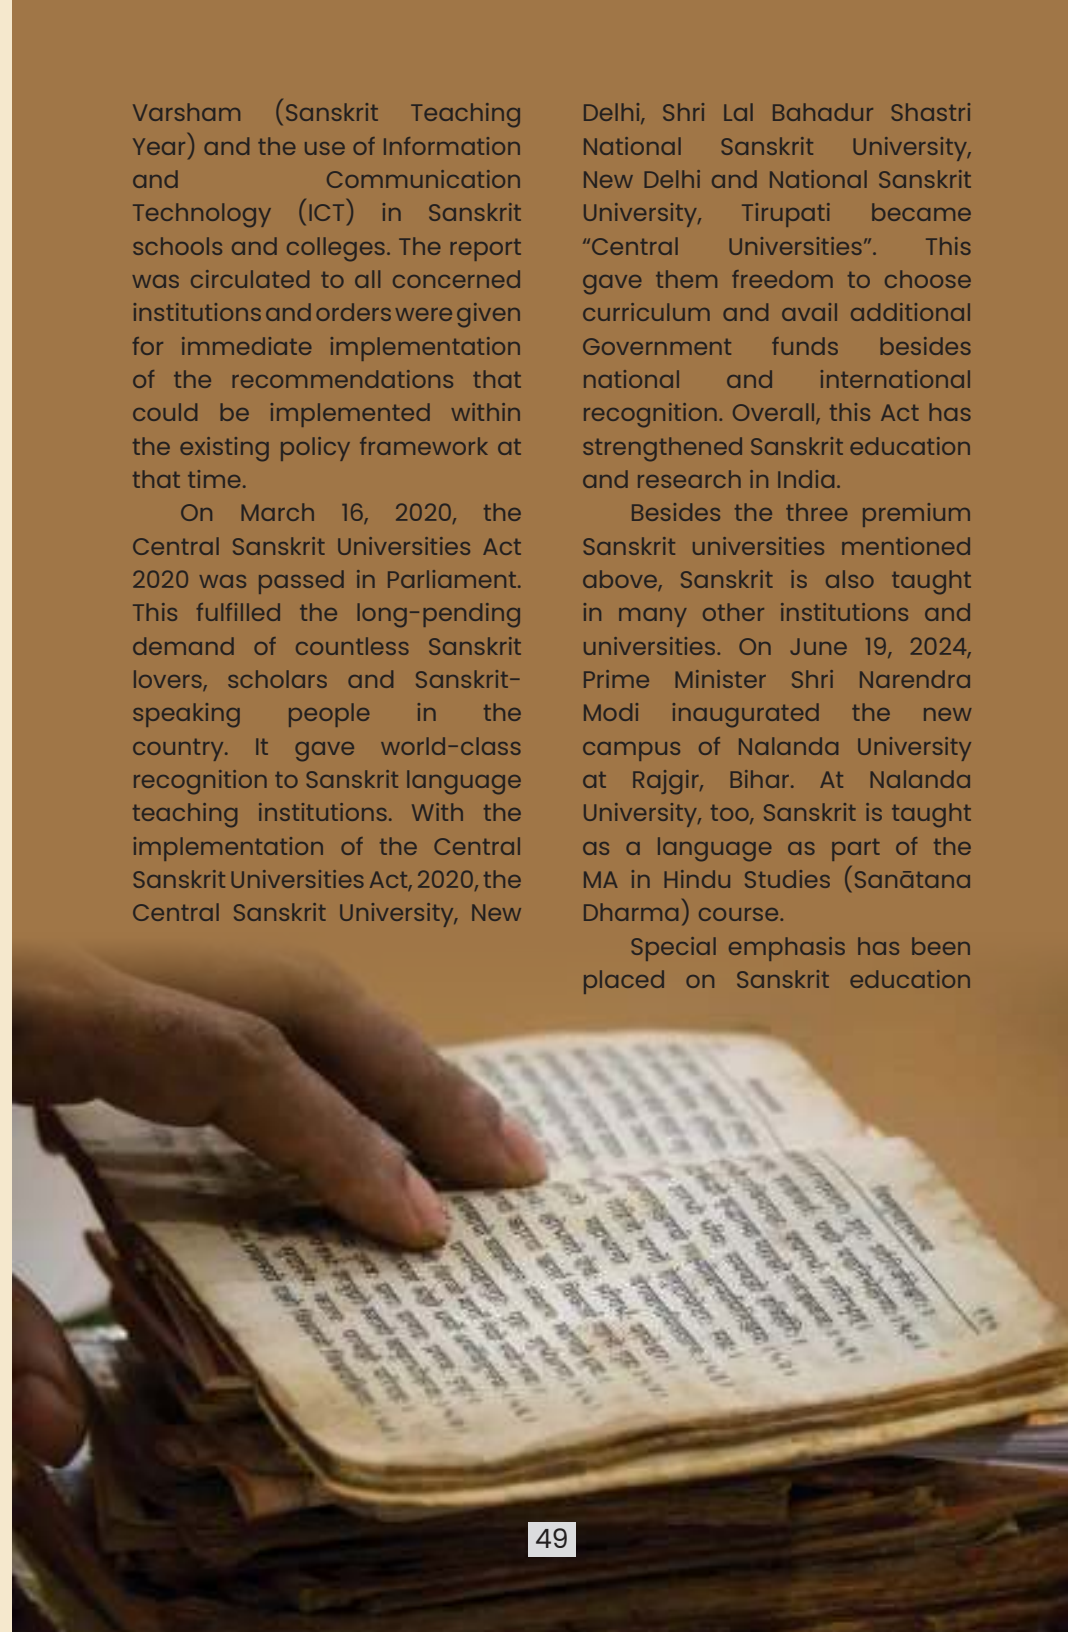 Varsham (Sanskrit Teaching
Year) and the use of Information
and Communication
Technology (ICT) in Sanskrit
schools and colleges. The report
was circulated to all concerned
institutions and orders were given
for immediate implementation
of the recommendations that
could be implemented within
the existing policy framework at
that time.
On March 16, 2020, the
Central Sanskrit Universities Act
2020 was passed in Parliament.
This fulfilled the long-pending
demand of countless Sanskrit
lovers, scholars and Sanskrit-
speaking people in the
country. It gave world-class
recognition to Sanskrit language
teaching institutions. With the
implementation of the Central
Sanskrit Universities Act, 2020, the
Central Sanskrit University, New
Delhi, Shri Lal Bahadur Shastri
National Sanskrit University,
New Delhi and National Sanskrit
University, Tirupati became
“Central Universities”. This
gave them freedom to choose
curriculum and avail additional
Government funds besides
national and international
recognition. Overall, this Act has
strengthened Sanskrit education
and research in India.
Besides the three premium
Sanskrit universities mentioned
above, Sanskrit is also taught
in many other institutions and
universities. On June 19, 2024,
Prime Minister Shri Narendra
Modi inaugurated the new
campus of Nalanda University
at Rajgir, Bihar. At Nalanda
University, too, Sanskrit is taught
as a language as part of the
MA in Hindu Studies (Sanātana
Dharma) course.
Special emphasis has been
placed on Sanskrit education
49